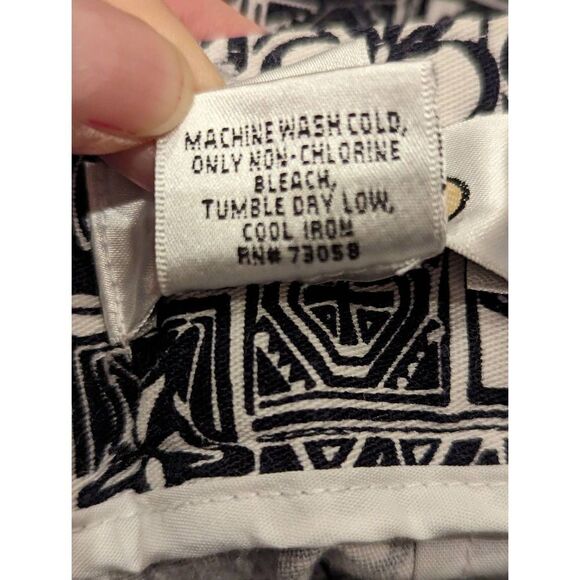 MACHINE WASH COLD,
ONLY NON-CHLORINE
BLEACH,
TUMBLE DRY LOW,
COOL IRON
RN# 73058